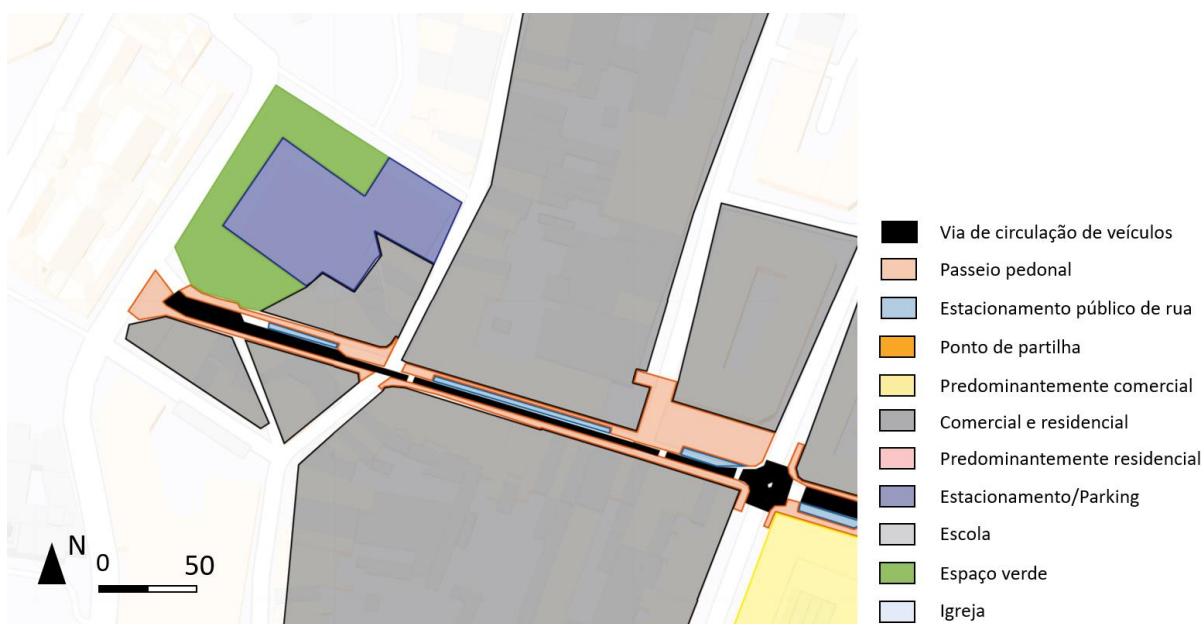 Via de circulação de veículos
Passeio pedonal
Estacionamento público de rua
Ponto de partilha
Predominantemente comercial
Comercial e residencial
Predominantemente residencial
Estacionamento/Parking
Escola
Espaço verde
Igreja
N
0 50